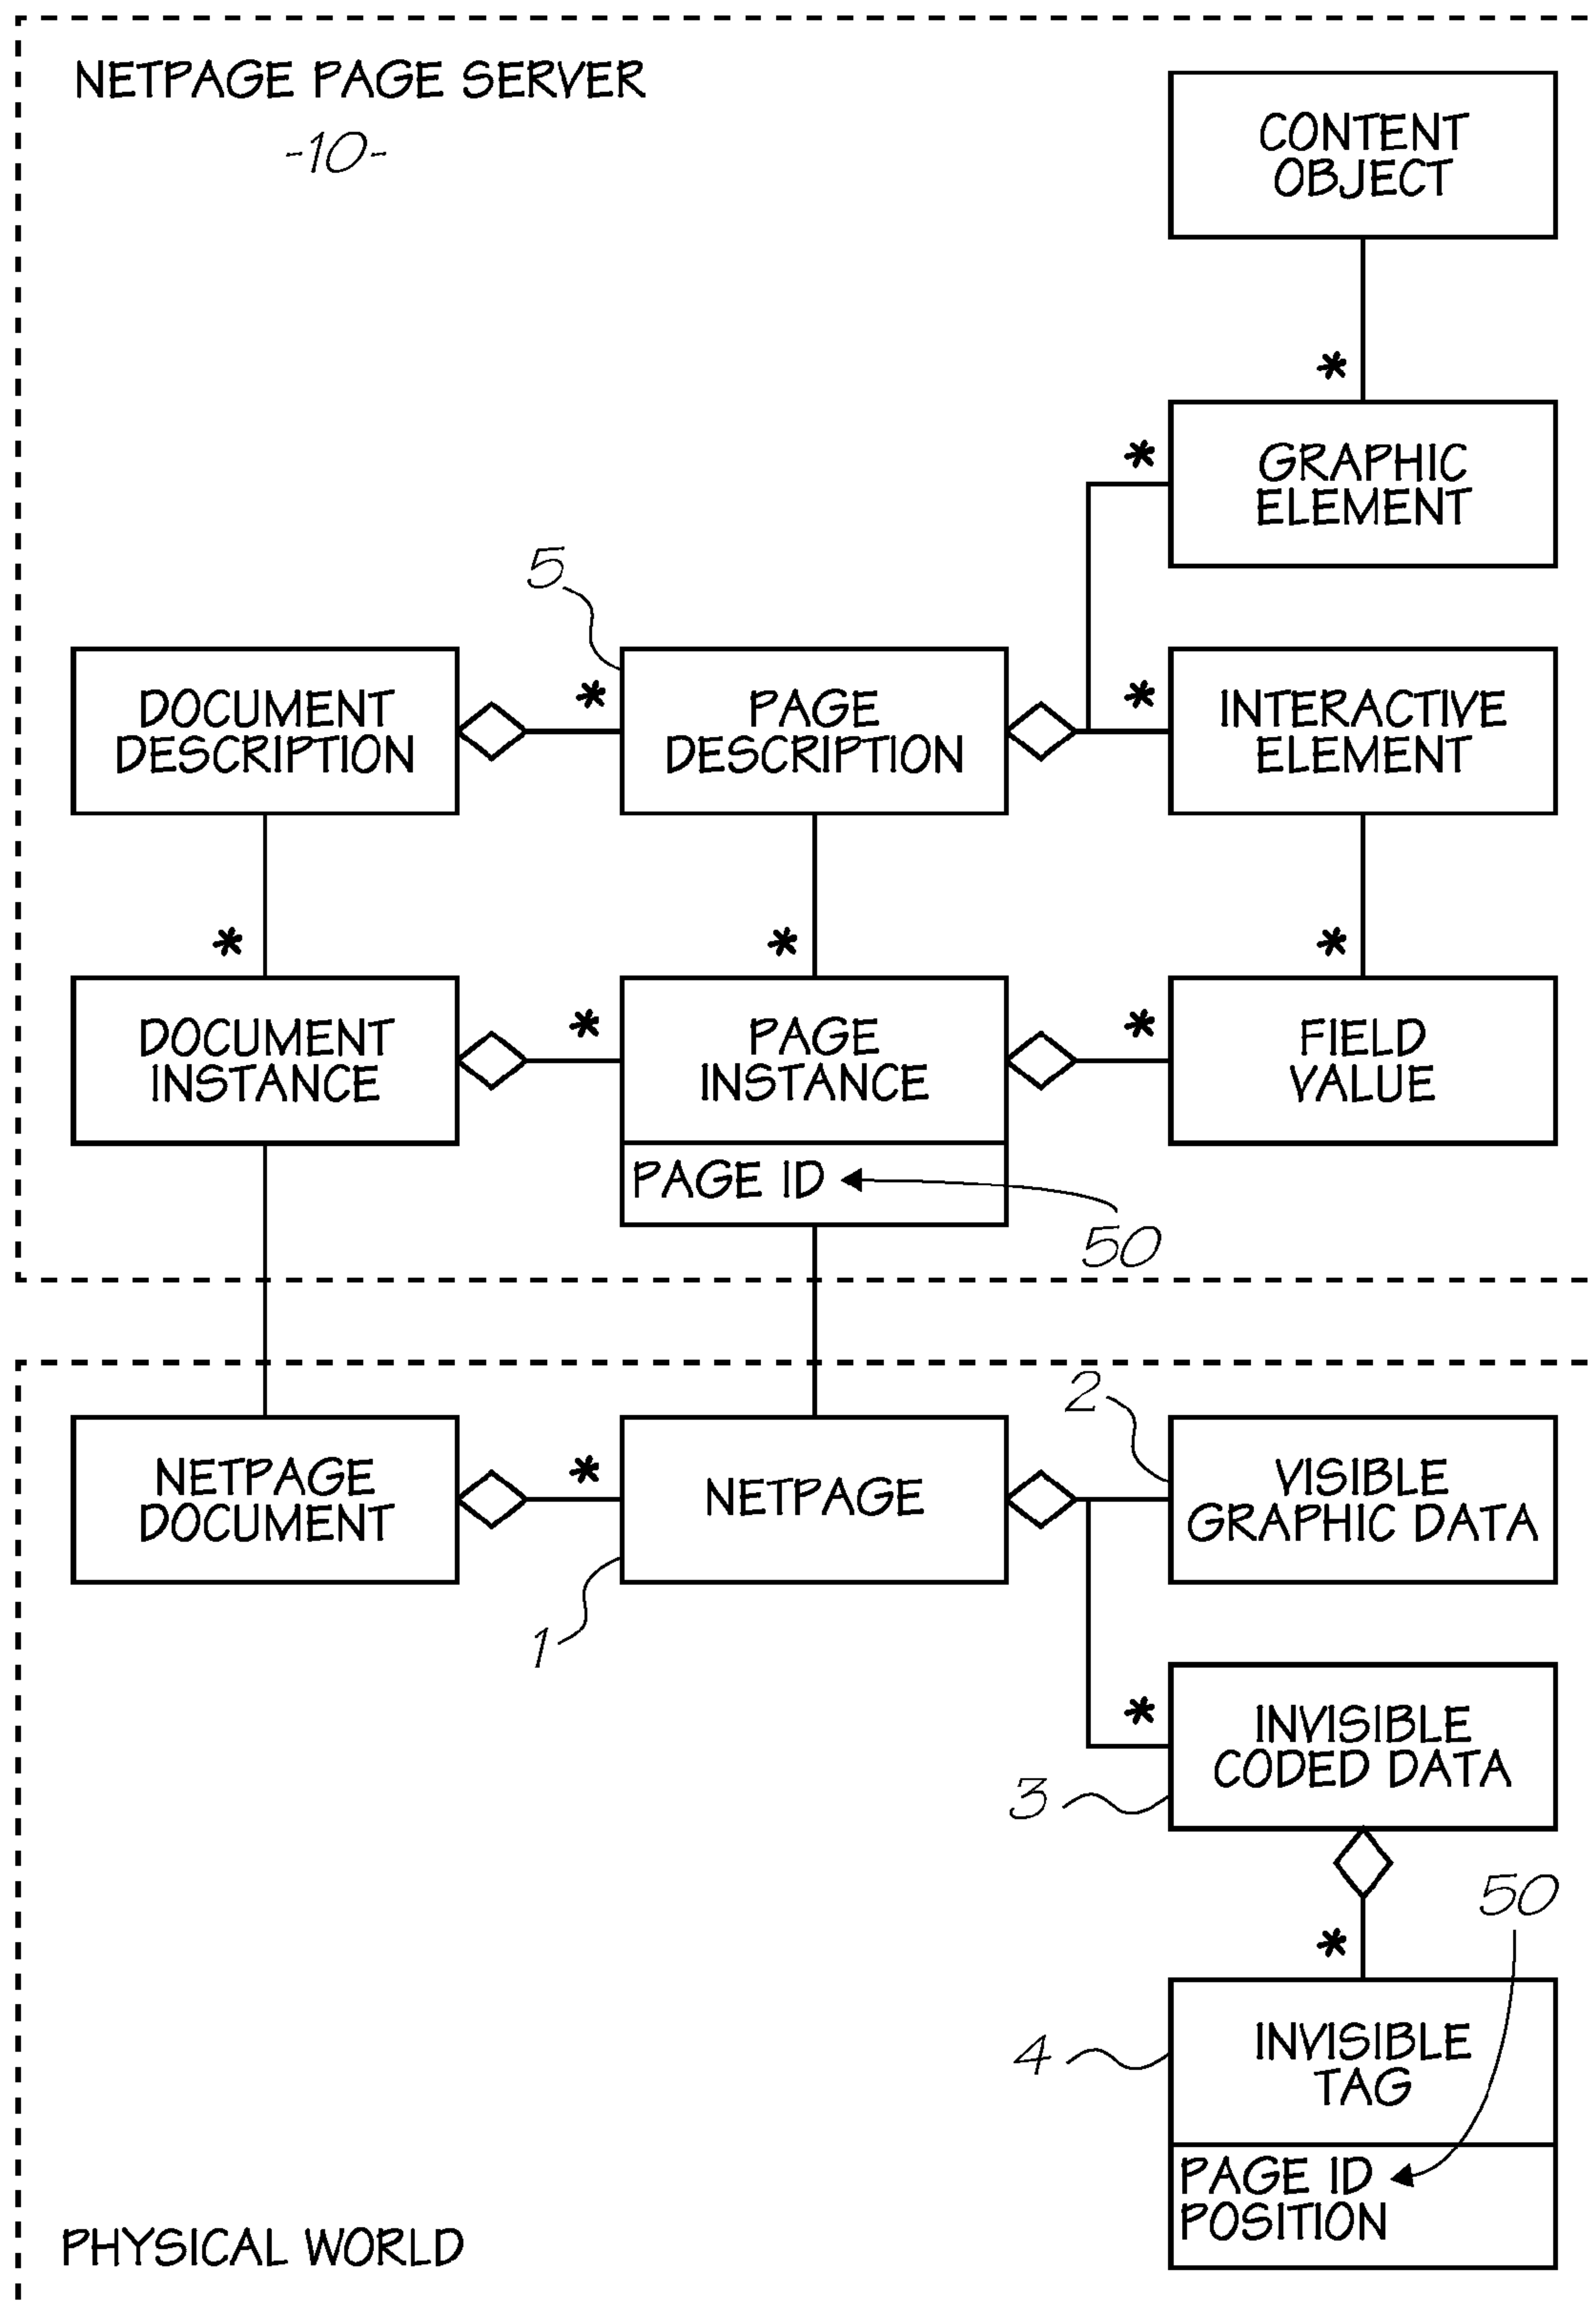 NETPAGE PAGE SERVER
-10-
CONTENT
OBJECT
*
*
GRAPHIC
ELEMENT
5
DOCUMENT
DESCRIPTION
*
PAGE
DESCRIPTION
*
INTERACTIVE
ELEMENT
*
*
*
DOCUMENT
INSTANCE
*
PAGE
INSTANCE
*
FIELD
VALUE
PAGE ID
50
2
NETPAGE
DOCUMENT
*
NETPAGE
VISIBLE
GRAPHIC DATA
1
*
INVISIBLE
CODED DATA
3
50
*
4
INVISIBLE
TAG
PAGE ID
POSITION
PHYSICAL WORLD